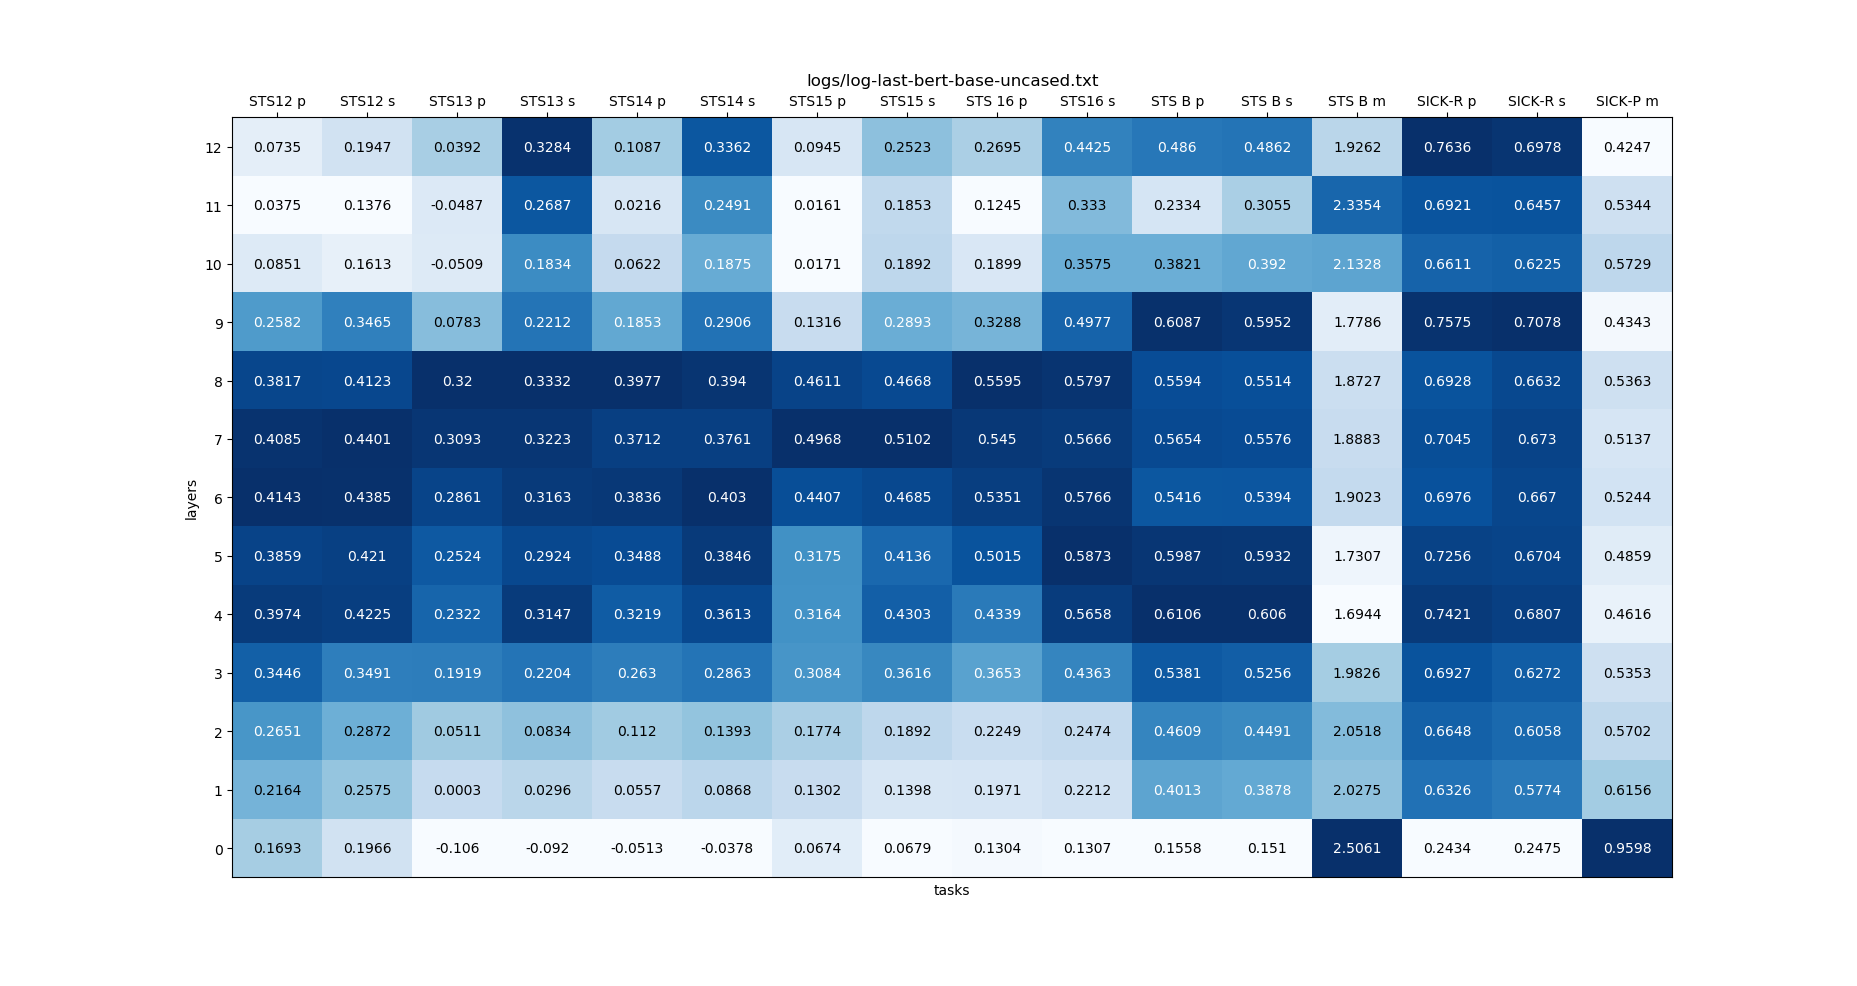 logs/log-last-bert-base-uncased.txt
STS12 p STS12 s STS13 p STS13 s STS14 p STS14 s STS15 p STS15 s STS 16 p STS16 s STS B p STS B s STS B m SICK-R p SICK-R s SICK-P m
12 0.0735 0.1947 0.0392 0.3284 0.1087 0.3362 0.0945 0.2523 0.2695 0.4425 0.486 0.4862 1.9262 0.7636 0.6978 0.4247
11 0.0375 0.1376 -0.0487 0.2687 0.0216 0.2491 0.0161 0.1853 0.1245 0.333 0.2334 0.3055 2.3354 0.6921 0.6457 0.5344
10 0.0851 0.1613 -0.0509 0.1834 0.0622 0.1875 0.0171 0.1892 0.1899 0.3575 0.3821 0.392 2.1328 0.6611 0.6225 0.5729
9 0.2582 0.3465 0.0783 0.2212 0.1853 0.2906 0.1316 0.2893 0.3288 0.4977 0.6087 0.5952 1.7786 0.7575 0.7078 0.4343
8 0.3817 0.4123 0.32 0.3332 0.3977 0.394 0.4611 0.4668 0.5595 0.5797 0.5594 0.5514 1.8727 0.6928 0.6632 0.5363
7 0.4085 0.4401 0.3093 0.3223 0.3712 0.3761 0.4968 0.5102 0.545 0.5666 0.5654 0.5576 1.8883 0.7045 0.673 0.5137
layers
6 0.4143 0.4385 0.2861 0.3163 0.3836 0.403 0.4407 0.4685 0.5351 0.5766 0.5416 0.5394 1.9023 0.6976 0.667 0.5244
5 0.3859 0.421 0.2524 0.2924 0.3488 0.3846 0.3175 0.4136 0.5015 0.5873 0.5987 0.5932 1.7307 0.7256 0.6704 0.4859
4 0.3974 0.4225 0.2322 0.3147 0.3219 0.3613 0.3164 0.4303 0.4339 0.5658 0.6106 0.606 1.6944 0.7421 0.6807 0.4616
3 0.3446 0.3491 0.1919 0.2204 0.263 0.2863 0.3084 0.3616 0.3653 0.4363 0.5381 0.5256 1.9826 0.6927 0.6272 0.5353
2 0.2651 0.2872 0.0511 0.0834 0.112 0.1393 0.1774 0.1892 0.2249 0.2474 0.4609 0.4491 2.0518 0.6648 0.6058 0.5702
1 0.2164 0.2575 0.0003 0.0296 0.0557 0.0868 0.1302 0.1398 0.1971 0.2212 0.4013 0.3878 2.0275 0.6326 0.5774 0.6156
0 0.1693 0.1966 -0.106 -0.092 -0.0513 -0.0378 0.0674 0.0679 0.1304 0.1307 0.1558 0.151 2.5061 0.2434 0.2475 0.9598
tasks